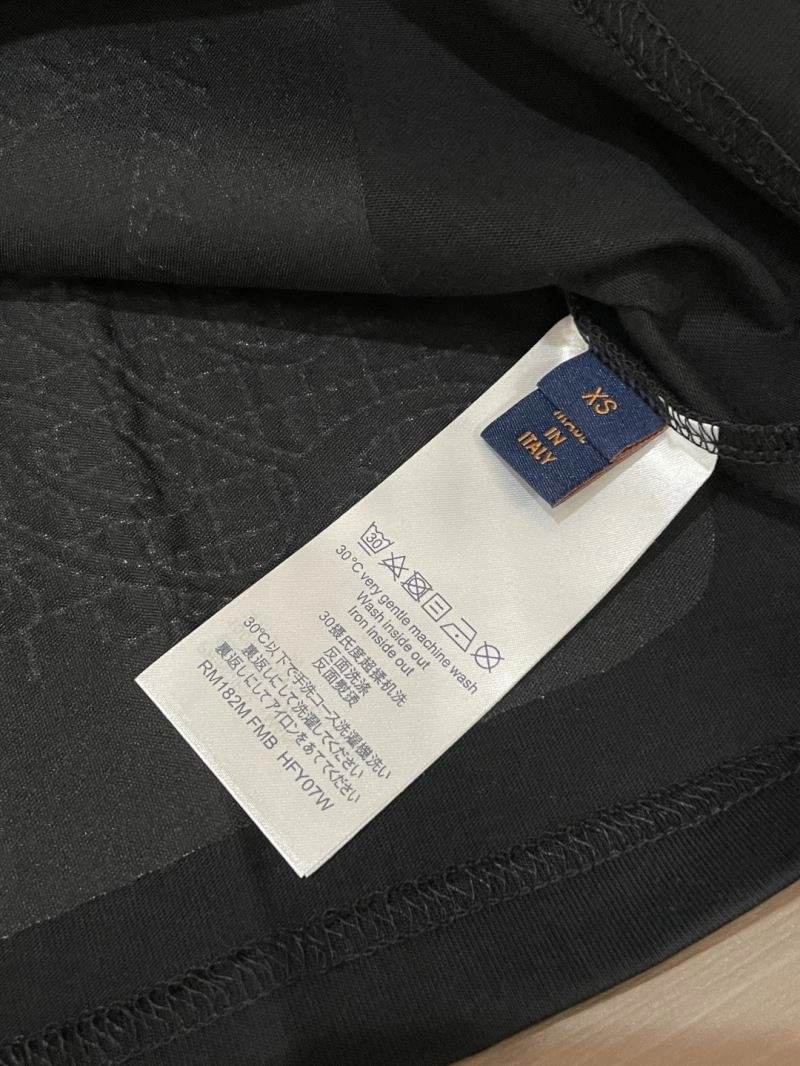 XS
MADE
IN
ITALY
30
30°C very gentle machine wash
Wash inside out
Iron inside out
30摄氏度超揉机洗
反面洗涤
反面熨烫
30℃以下で手洗コース洗濯機洗い
裏返しにして洗濯してください
裏返しにしてアイロンをあててください
RM182M FMB HFY07W